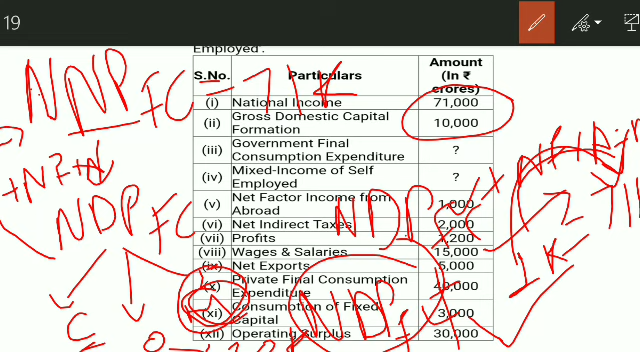 19
Employed.
S.No. Particulars Amount (In ₹ crores)
(i) National Income 71,000
(ii) Gross Domestic Capital Formation 10,000
(iii) Government Final Consumption Expenditure ?
(iv) Mixed-Income of Self Employed ?
(v) Net Factor Income from Abroad 1,000
(vi) Net Indirect Taxes 2,000
(vii) Profits 1,200
(viii) Wages & Salaries 15,000
(ix) Net Exports 5,000
(x) Private Final Consumption Expenditure 40,000
(xi) Consumption of Fixed Capital 3,000
(xii) Operating Surplus 30,000
NNP FC = 71K
NDP FC
NDP FC
NDP
1K